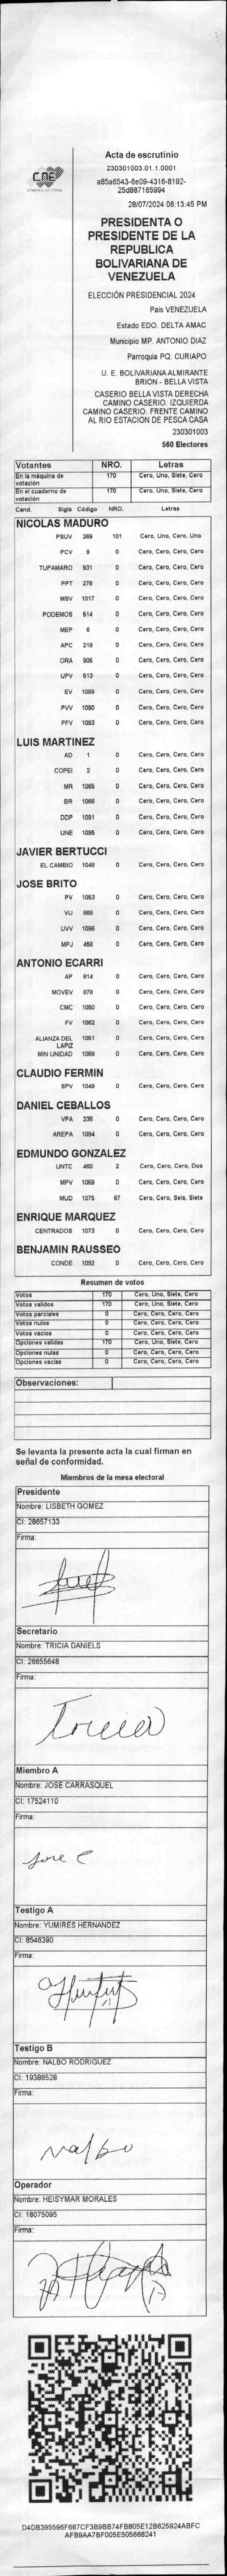 CNE
Acta de escrutinio
230301003.01.1.0001
a85a6543-6e09-4316-8192-
25d887165994
28/07/2024 06:13:45 PM
PRESIDENTA O
PRESIDENTE DE LA
REPUBLICA
BOLIVARIANA DE
VENEZUELA
ELECCIÓN PRESIDENCIAL 2024
Pais VENEZUELA
Estado EDO. DELTA AMAC
Municipio MP. ANTONIO DIAZ
Parroquia PQ. CURIAPO
U. E. BOLIVARIANA ALMIRANTE
BRION - BELLA VISTA
CASERIO BELLA VISTA DERECHA
CAMINO CASERIO. IZQUIERDA
CAMINO CASERIO. FRENTE CAMINO
AL RIO ESTACION DE PESCA CASA
230301003
560 Electores
Votantes NRO. Letras
En la máquina de votación 170 Cero, Uno, Siete, Cero
En el cuaderno de votación 170 Cero, Uno, Siete, Cero
Cand. Sigla Código NRO. Letras
NICOLAS MADURO
PSUV 269 101 Cero, Uno, Cero, Uno
PCV 9 0 Cero, Cero, Cero, Cero
TUPAMARO 931 0 Cero, Cero, Cero, Cero
PPT 276 0 Cero, Cero, Cero, Cero
MSV 1017 0 Cero, Cero, Cero, Cero
PODEMOS 514 0 Cero, Cero, Cero, Cero
MEP 6 0 Cero, Cero, Cero, Cero
APC 219 0 Cero, Cero, Cero, Cero
ORA 906 0 Cero, Cero, Cero, Cero
UPV 513 0 Cero, Cero, Cero, Cero
EV 1089 0 Cero, Cero, Cero, Cero
PVV 1090 0 Cero, Cero, Cero, Cero
PFV 1093 0 Cero, Cero, Cero, Cero
LUIS MARTINEZ
AD 1 0 Cero, Cero, Cero, Cero
COPEI 2 0 Cero, Cero, Cero, Cero
MR 1065 0 Cero, Cero, Cero, Cero
BR 1066 0 Cero, Cero, Cero, Cero
DDP 1091 0 Cero, Cero, Cero, Cero
UNE 1095 0 Cero, Cero, Cero, Cero
JAVIER BERTUCCI
EL CAMBIO 1048 0 Cero, Cero, Cero, Cero
JOSE BRITO
PV 1053 0 Cero, Cero, Cero, Cero
VU 868 0 Cero, Cero, Cero, Cero
UVV 1096 0 Cero, Cero, Cero, Cero
MPJ 458 0 Cero, Cero, Cero, Cero
ANTONIO ECARRI
AP 814 0 Cero, Cero, Cero, Cero
MOVEV 879 0 Cero, Cero, Cero, Cero
CMC 1050 0 Cero, Cero, Cero, Cero
FV 1062 0 Cero, Cero, Cero, Cero
ALIANZA DEL LAPIZ 1051 0 Cero, Cero, Cero, Cero
MIN UNIDAD 1068 0 Cero, Cero, Cero, Cero
CLAUDIO FERMIN
SPV 1049 0 Cero, Cero, Cero, Cero
DANIEL CEBALLOS
VPA 236 0 Cero, Cero, Cero, Cero
AREPA 1094 0 Cero, Cero, Cero, Cero
EDMUNDO GONZALEZ
UNTC 460 2 Cero, Cero, Cero, Dos
MPV 1069 0 Cero, Cero, Cero, Cero
MUD 1075 67 Cero, Cero, Seis, Siete
ENRIQUE MARQUEZ
CENTRADOS 1073 0 Cero, Cero, Cero, Cero
BENJAMIN RAUSSEO
CONDE 1092 0 Cero, Cero, Cero, Cero
Resumen de votos
Votos 170 Cero, Uno, Siete, Cero
Votos validos 170 Cero, Uno, Siete, Cero
Votos parciales 0 Cero, Cero, Cero, Cero
Votos nulos 0 Cero, Cero, Cero, Cero
Votos vacios 0 Cero, Cero, Cero, Cero
Opciones validas 170 Cero, Uno, Siete, Cero
Opciones nulas 0 Cero, Cero, Cero, Cero
Opciones vacias 0 Cero, Cero, Cero, Cero
Observaciones:
Se levanta la presente acta la cual firman en
señal de conformidad.
Miembros de la mesa electoral
Presidente
Nombre: LISBETH GOMEZ
CI: 28657133
Firma:
Secretario
Nombre: TRICIA DANIELS
CI: 26655648
Firma:
Tricia
Miembro A
Nombre: JOSE CARRASQUEL
CI: 17524110
Firma:
Jose C
Testigo A
Nombre: YUMIRES HERNANDEZ
CI: 8546390
Firma:
Testigo B
Nombre: NALBO RODRIGUEZ
CI: 19386528
Firma:
Nalbo
Operador
Nombre: HEISYMAR MORALES
CI: 18075095
Firma:
D4DB395596F687CF3B9BB74FB805E12B625924ABFC
AFB9AA7BF005E505668241